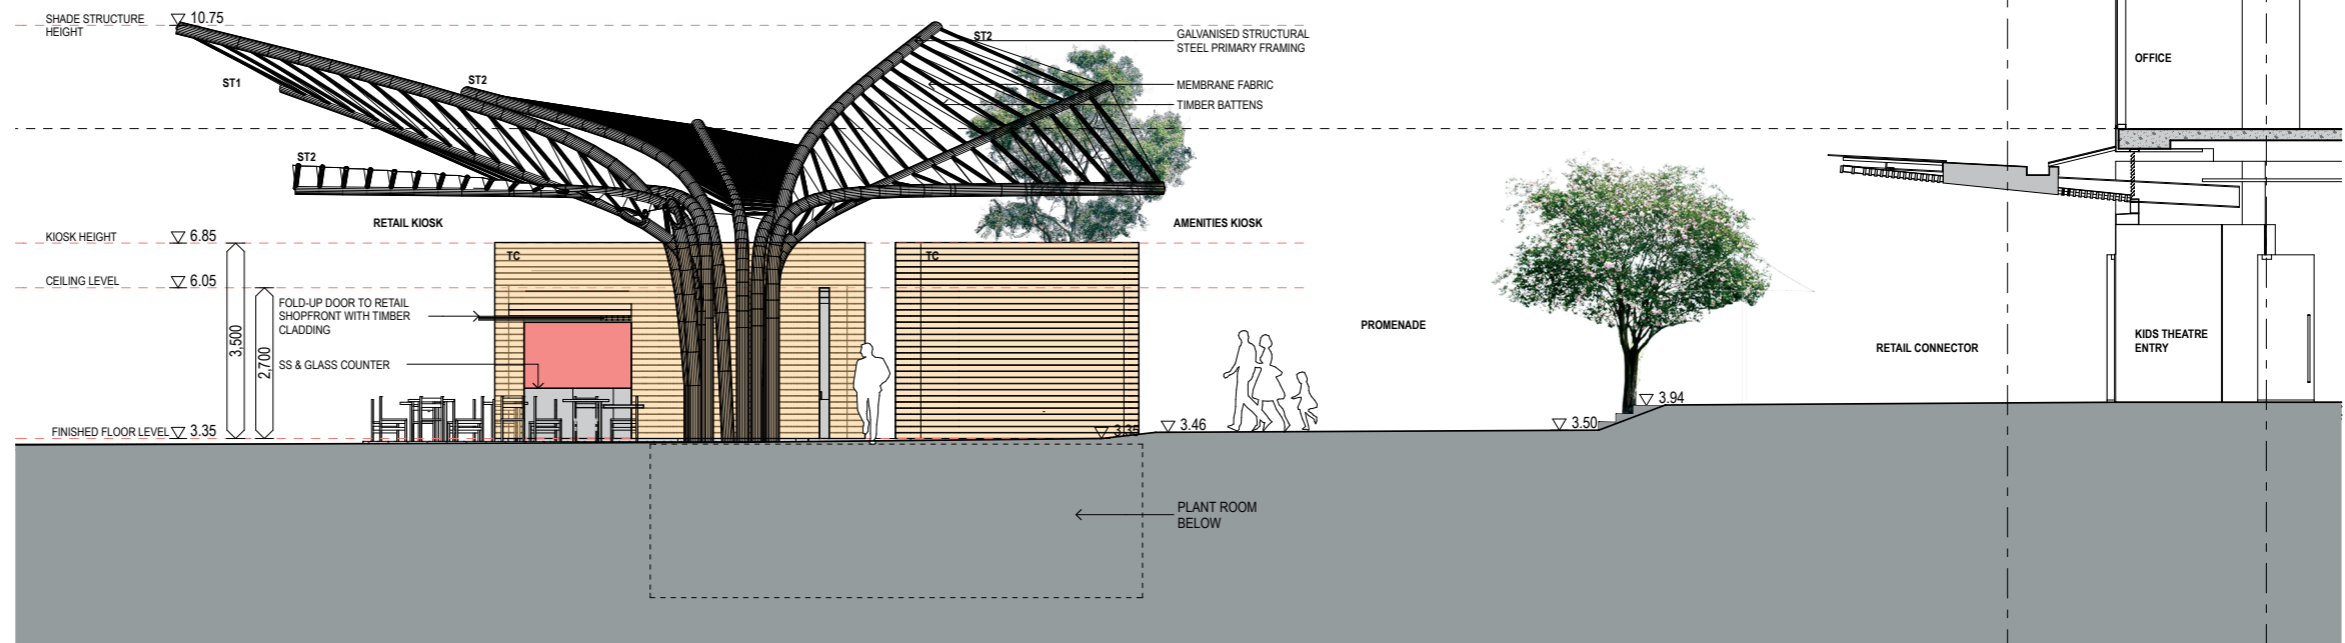 SHADE STRUCTURE
HEIGHT
10.75
ST1
ST2
ST2
ST2
GALVANISED STRUCTURAL
STEEL PRIMARY FRAMING
MEMBRANE FABRIC
TIMBER BATTENS
OFFICE
RETAIL KIOSK
AMENITIES KIOSK
KIOSK HEIGHT
6.85
TC
TC
CEILING LEVEL
6.05
FOLD-UP DOOR TO RETAIL
SHOPFRONT WITH TIMBER
CLADDING
3,500
2,700
SS & GLASS COUNTER
PROMENADE
RETAIL CONNECTOR
KIDS THEATRE
ENTRY
FINISHED FLOOR LEVEL
3.35
3.35
3.46
3.50
3.94
PLANT ROOM
BELOW